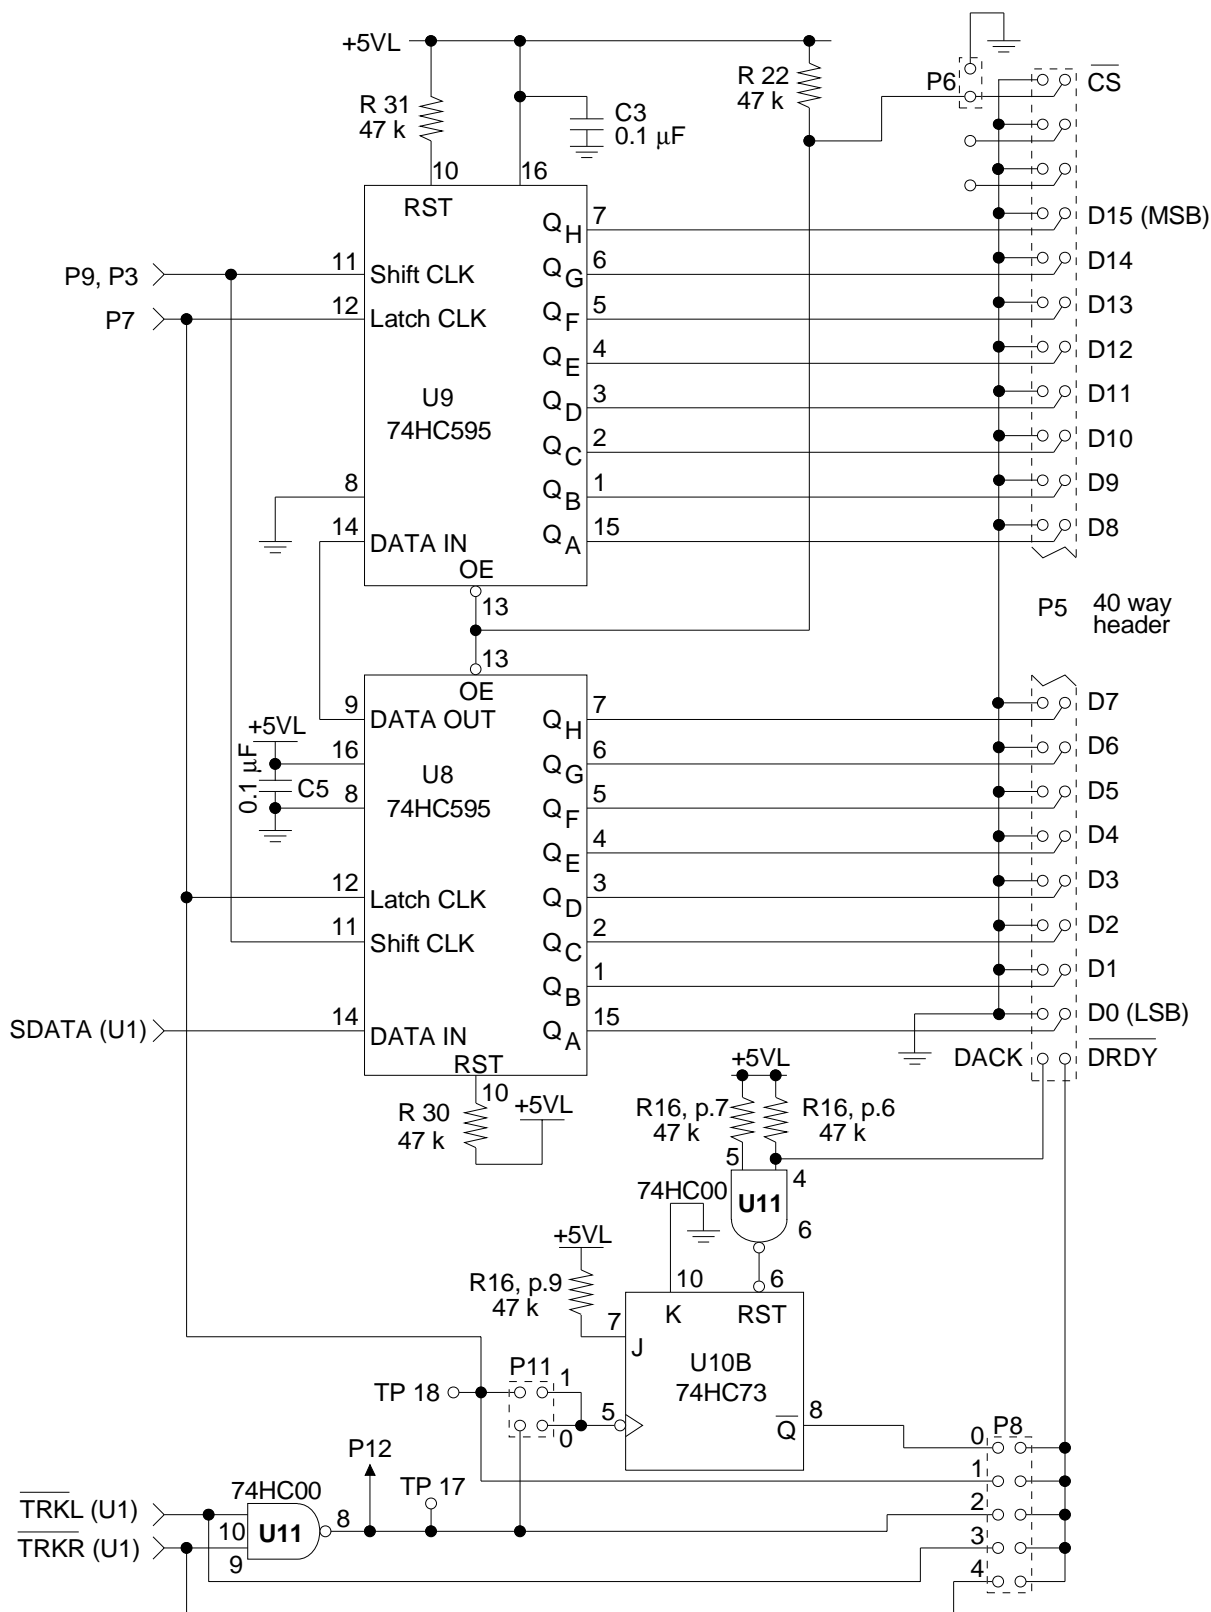 +5VL
R 31
47 k
C3
0.1 µF
R 22
47 k
P6
CS
10
16
RST
Q H
7
D15 (MSB)
P9, P3
11
Shift CLK
Q G
6
D14
P7
12
Latch CLK
Q F
5
D13
Q E
4
D12
U9
74HC595
Q D
3
D11
Q C
2
D10
8
Q B
1
D9
14
DATA IN
Q A
15
D8
OE
13
P5
40 way
header
13
OE
9
DATA OUT
Q H
7
D7
+5VL
16
0.1 µF
C5
8
U8
74HC595
Q G
6
D6
Q F
5
D5
Q E
4
D4
12
Latch CLK
Q D
3
D3
11
Shift CLK
Q C
2
D2
Q B
1
D1
SDATA (U1)
14
DATA IN
Q A
15
D0 (LSB)
RST
10
DACK
DRDY
R 30
47 k
+5VL
+5VL
R16, p.7
47 k
R16, p.6
47 k
5
4
74HC00
U11
6
+5VL
R16, p.9
47 k
10
6
K
RST
7
J
U10B
74HC73
P11
1
TP 18
0
5
Q
8
P8
0
1
2
3
4
P12
TP 17
74HC00
TRKL (U1)
10
U11
8
TRKR (U1)
9